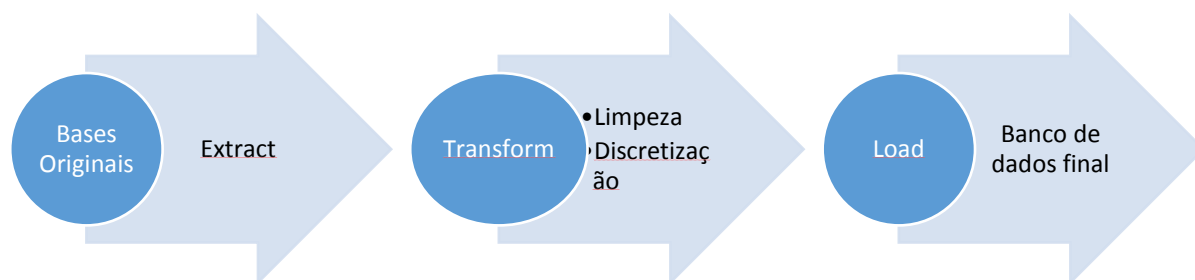 Bases
Originais
Extract
Transform
•Limpeza
•Discretizaç
ão
Load
Banco de
dados final